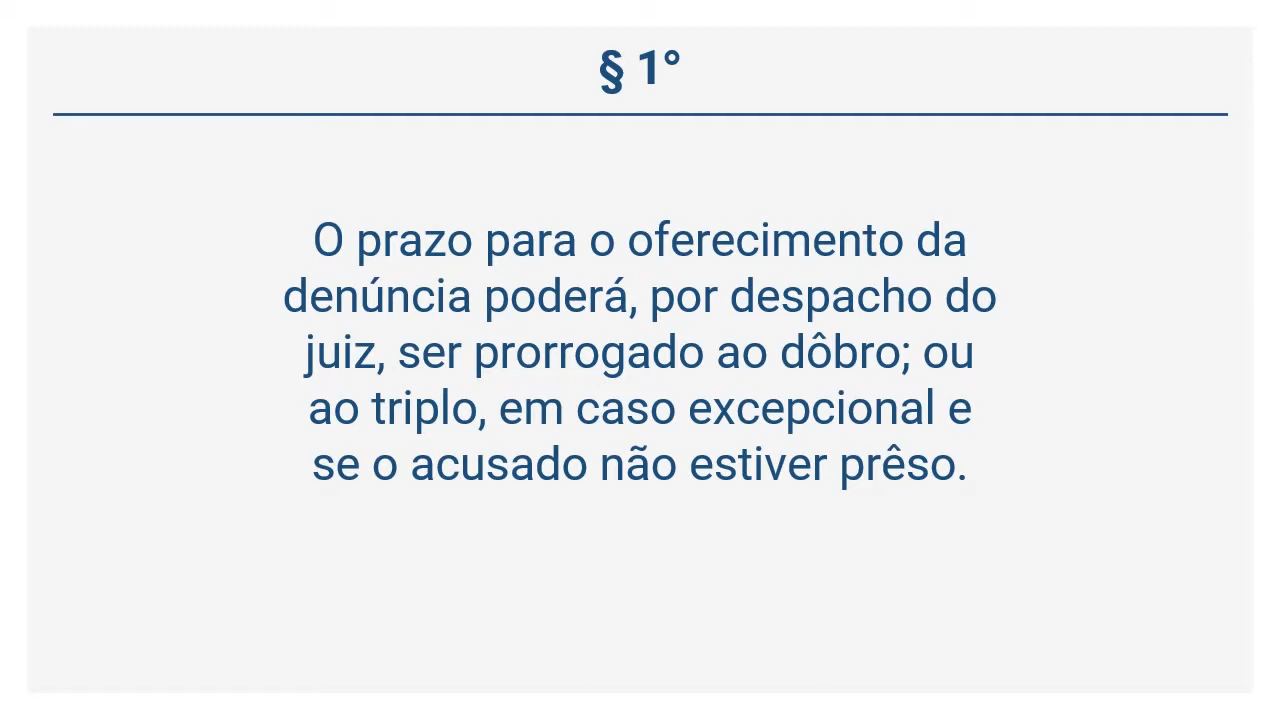 § 1°
O prazo para o oferecimento da
denúncia poderá, por despacho do
juiz, ser prorrogado ao dôbro; ou
ao triplo, em caso excepcional e
se o acusado não estiver prêso.